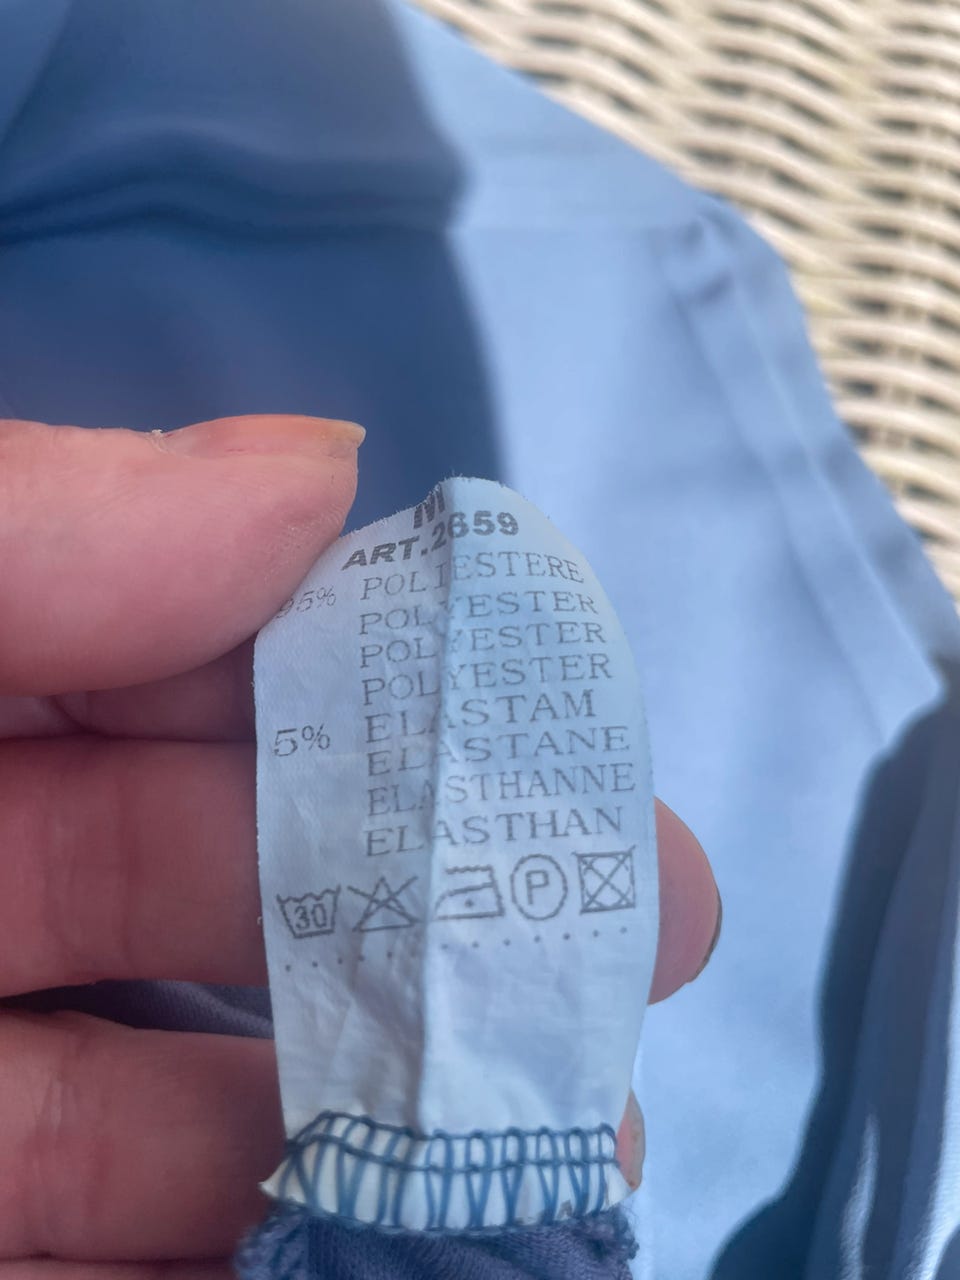 M
ART.2659
95% POLIESTERE
POLYESTER
POLYESTER
POLYESTER
5% ELASTAM
ELASTANE
ELASTHANNE
ELASTHAN
30 P